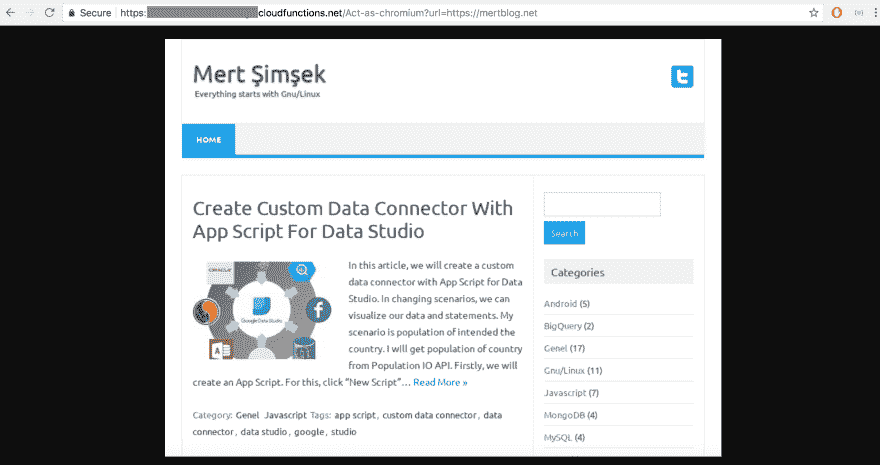 Secure https: cloudfunctions.net/Act-as-chromium?url=https://mertblog.net
Mert Şimşek
Everything starts with Gnu/Linux
HOME
Create Custom Data Connector With
App Script For Data Studio
In this article, we will create a custom
data connector with App Script for Data
Studio. In changing scenarios, we can
visualize our data and statements. My
scenario is population of intended the
country. I will get population of country
from Population IO API. Firstly, we will
create an App Script. For this, click "New Script"... Read More »
Category: Genel Javascript Tags: app script, custom data connector, data
connector, data studio, google, studio
Google Data Studio
Search
Categories
Android (5)
BigQuery (2)
Genel (17)
Gnu/Linux (11)
Javascript (7)
MongoDB (4)
MySQL (4)